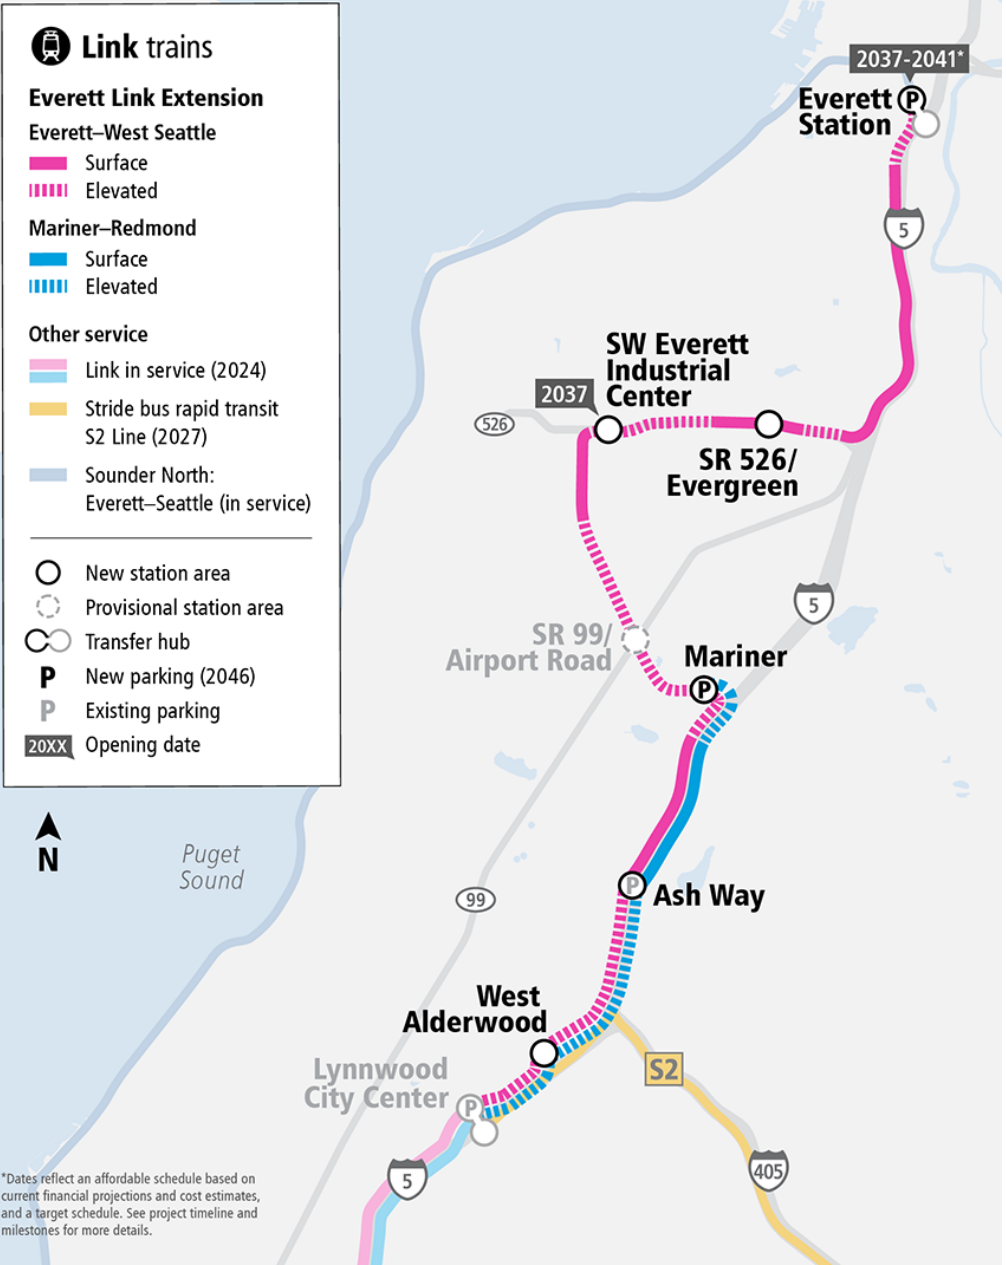 Link trains
Everett Link Extension
Everett–West Seattle
Surface
Elevated
Mariner–Redmond
Surface
Elevated
Other service
Link in service (2024)
Stride bus rapid transit
S2 Line (2027)
Sounder North:
Everett–Seattle (in service)
New station area
Provisional station area
Transfer hub
P New parking (2046)
P Existing parking
20XX Opening date
N
Puget
Sound
2037-2041*
Everett
Station
P
5
SW Everett
Industrial
Center
2037
526
SR 526/
Evergreen
5
SR 99/
Airport Road
Mariner
P
P
Ash Way
99
West
Alderwood
S2
Lynnwood
City Center
P
5
405
*Dates reflect an affordable schedule based on
current financial projections and cost estimates,
and a target schedule. See project timeline and
milestones for more details.